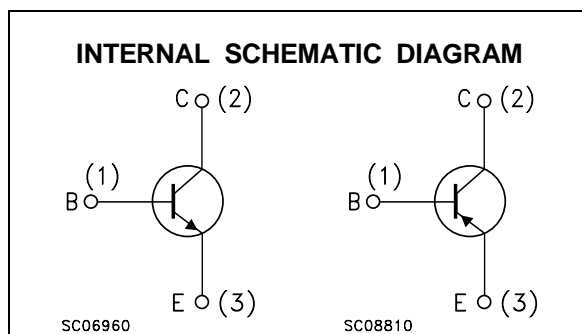 INTERNAL SCHEMATIC DIAGRAM
C (2)
C (2)
(1)
(1)
B
B
E (3)
E (3)
SC06960
SC08810